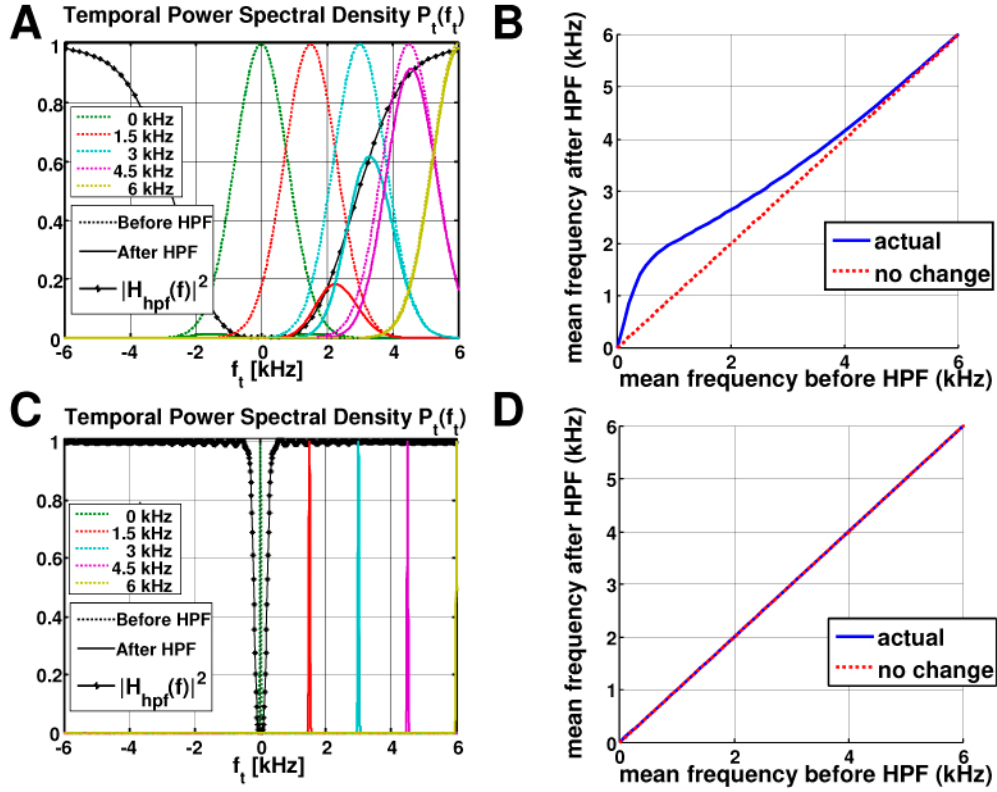 A
Temporal Power Spectral Density P_t(f_t)
1
0.8
0.6
0.4
0.2
0
0 kHz
1.5 kHz
3 kHz
4.5 kHz
6 kHz
Before HPF
After HPF
|H_hpf(f)|^2
-6 -4 -2 0 2 4 6
f_t [kHz]
B
mean frequency after HPF (kHz)
6
5
4
3
2
1
0
actual
no change
0 2 4 6
mean frequency before HPF (kHz)
C
Temporal Power Spectral Density P_t(f_t)
1
0.8
0.6
0.4
0.2
0
0 kHz
1.5 kHz
3 kHz
4.5 kHz
6 kHz
Before HPF
After HPF
|H_hpf(f)|^2
-6 -4 -2 0 2 4 6
f_t [kHz]
D
mean frequency after HPF (kHz)
6
5
4
3
2
1
0
actual
no change
0 2 4 6
mean frequency before HPF (kHz)